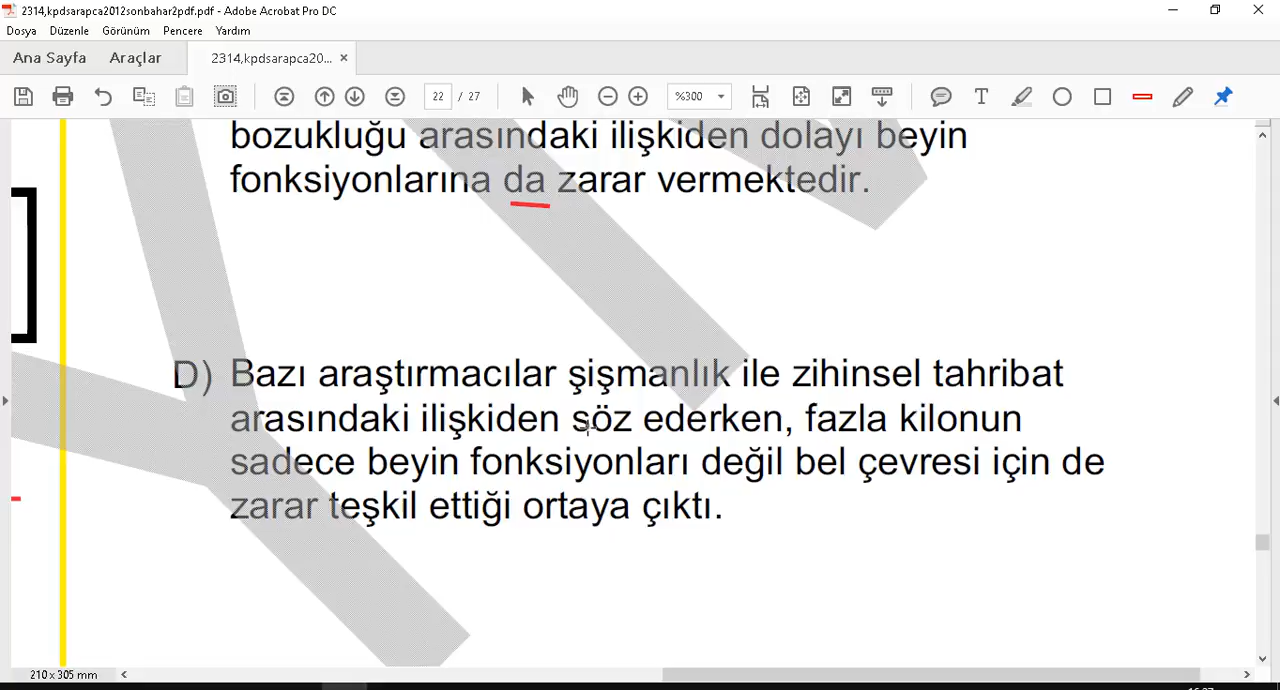 2314,kpdsarapca2012sonbahar2pdf.pdf - Adobe Acrobat Pro DC
Dosya Düzenle Görünüm Pencere Yardım
Ana Sayfa Araçlar 2314,kpdsarapca20... ×
22 / 27 %300
bozukluğu arasındaki ilişkiden dolayı beyin
fonksiyonlarına da zarar vermektedir.
D) Bazı araştırmacılar şişmanlık ile zihinsel tahribat
arasındaki ilişkiden söz ederken, fazla kilonun
sadece beyin fonksiyonları değil bel çevresi için de
zarar teşkil ettiği ortaya çıktı.
210 x 305 mm